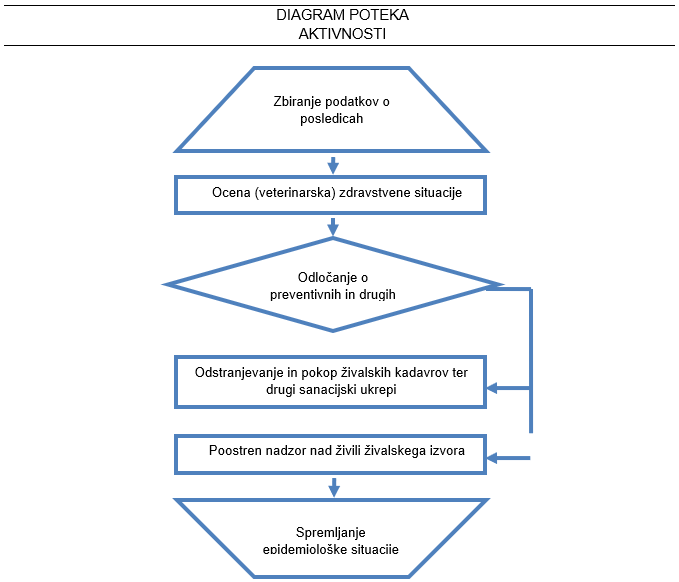 DIAGRAM POTEKA
AKTIVNOSTI
Zbiranje podatkov o
posledicah
Ocena (veterinarska) zdravstvene situacije
Odločanje o
preventivnih in drugih
Odstranjevanje in pokop živalskih kadavrov ter
drugi sanacijski ukrepi
Poostren nadzor nad živili živalskega izvora
Spremljanje
epidemiološke situacije